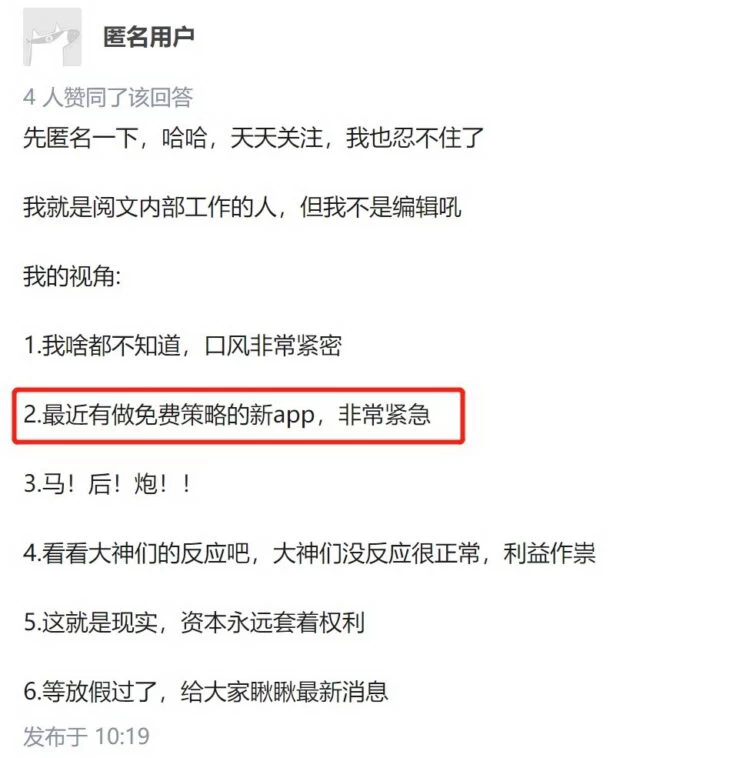 匿名用户
4 人赞同了该回答
先匿名一下，哈哈，天天关注，我也忍不住了
我就是阅文内部工作的人，但我不是编辑吼
我的视角:
1.我啥都不知道，口风非常紧密
2.最近有做免费策略的新app，非常紧急
3.马！后！炮！！
4.看看大神们的反应吧，大神们没反应很正常，利益作祟
5.这就是现实，资本永远套着权利
6.等放假过了，给大家瞅瞅最新消息
发布于 10:19